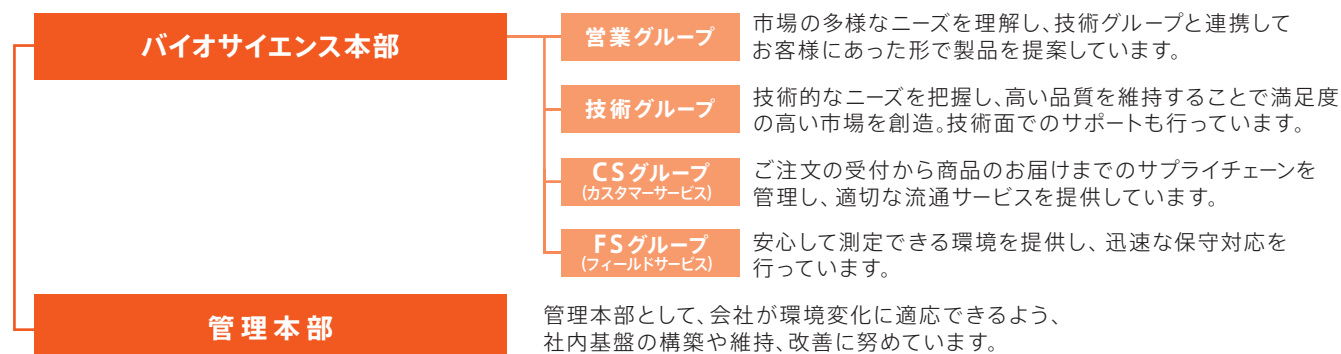 バイオサイエンス本部
営業グループ
市場の多様なニーズを理解し、技術グループと連携して
お客様にあった形で製品を提案しています。
技術グループ
技術的なニーズを把握し、高い品質を維持することで満足度
の高い市場を創造。技術面でのサポートも行っています。
CSグループ
(カスタマーサービス)
ご注文の受付から商品のお届けまでのサプライチェーンを
管理し、適切な流通サービスを提供しています。
FSグループ
(フィールドサービス)
安心して測定できる環境を提供し、迅速な保守対応を
行っています。
管理本部
管理本部として、会社が環境変化に適応できるよう、
社内基盤の構築や維持、改善に努めています。